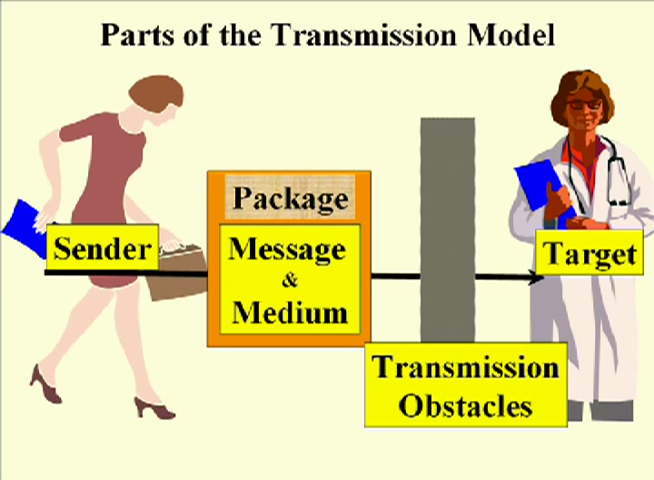 Parts of the Transmission Model
Package
Sender
Message
&
Medium
Target
Transmission
Obstacles